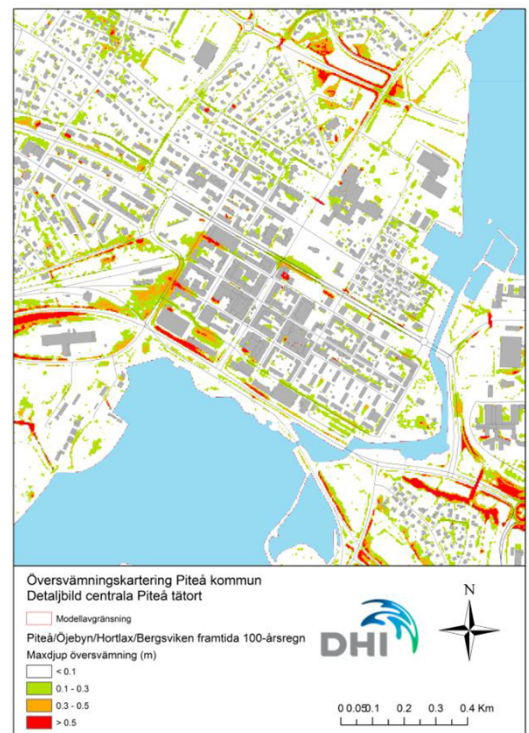 Översvämningskartering Piteå kommun
Detaljbild centrala Piteå tätort
Modellavgränsning
Piteå/Öjebyn/Hortlax/Bergsviken framtida 100-årsregn
Maxdjup översvämning (m)
< 0.1
0.1 - 0.3
0.3 - 0.5
> 0.5
DHI
N
0 0.050.1 0.2 0.3 0.4 Km